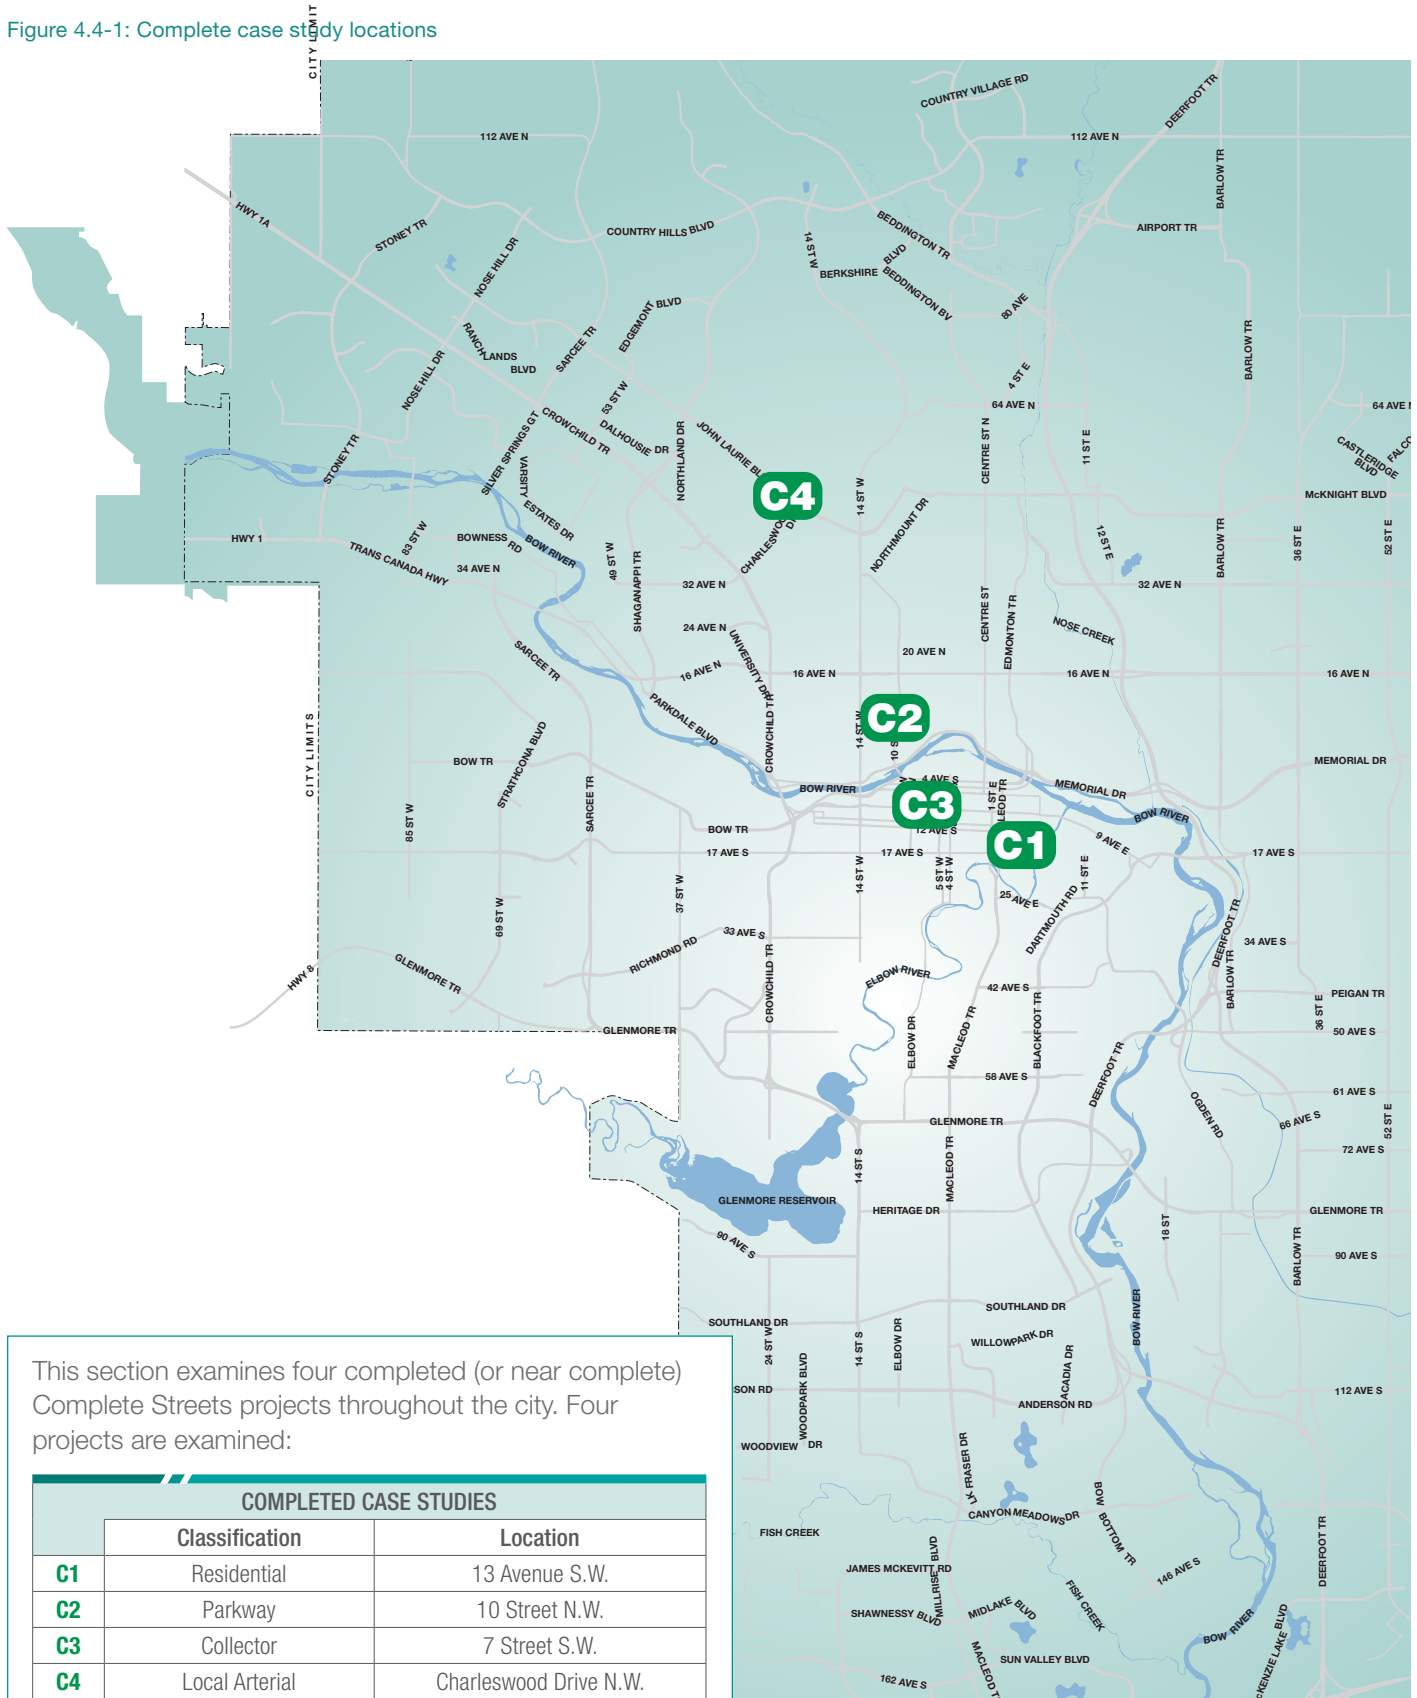 Figure 4.4-1: Complete case study locations
CITY LIMIT
COUNTRY VILLAGE RD
DEERFOOT TR
112 AVE N
112 AVE N
BARLOW TR
HWY 1A
STONEY TR
NOSE HILL DR
COUNTRY HILLS BLVD
14 ST W
BEDDINGTON TR
AIRPORT TR
BERKSHIRE BLVD
BEDDINGTON BV
80 AVE
EDGEMONT BLVD
SARCEE TR
RANCHLANDS BLVD
NOSE HILL DR
BARLOW TR
4 ST E
53 ST W
64 AVE N
64 AVE N
CROWCHILD TR
DALHOUSIE DR
NORTHLAND DR
JOHN LAURIE BL
CENTRE ST N
11 ST E
CASTLERIDGE BLVD
FALCO
STONEY TR
SILVER SPRINGS GT
VARSITY ESTATES DR
C4
14 ST W
McKNIGHT BLVD
HWY 1
83 ST W
BOWNESS RD
BOW RIVER
49 ST W
CHARLESWOO D
NORTHMOUNT DR
12 ST E
BARLOW TR
36 ST E
52 ST E
TRANS CANADA HWY
34 AVE N
SHAGANAPPI TR
32 AVE N
32 AVE N
CENTRE ST
EDMONTON TR
NOSE CREEK
24 AVE N
UNIVERSITY DR
20 AVE N
SARCEE TR
16 AVE N
16 AVE N
16 AVE N
16 AVE N
PARKDALE BLVD
CROWCHILD TR
14 ST W
C2
10 S
CITY LIMITS
STRATHCONA BLVD
BOW TR
MEMORIAL DR
SARCEE TR
BOW RIVER
4 AVE S
W
C3
1 ST E
LEOD TR
MEMORIAL DR
BOW RIVER
85 ST W
BOW TR
12 AVE S
C1
9 AVE E
17 AVE S
17 AVE S
17 AVE S
37 ST W
14 ST W
5 ST W
4 ST W
11 ST E
25 AVE E
69 ST W
33 AVE S
DARTMOUTH RD
DEERFOOT TR
34 AVE S
HWY 8
GLENMORE TR
RICHMOND RD
CROWCHILD TR
ELBOW RIVER
42 AVE S
BARLOW TR
PEIGAN TR
36 ST E
GLENMORE TR
ELBOW DR
MACLEOD TR
BLACKFOOT TR
50 AVE S
DEERFOOT TR
58 AVE S
61 AVE S
OGDEN RD
66 AVE S
52 ST E
GLENMORE TR
72 AVE S
14 ST S
MACLEOD TR
GLENMORE RESERVOIR
HERITAGE DR
18 ST
GLENMORE TR
90 AVE S
BARLOW TR
90 AVE S
BOW RIVER
SOUTHLAND DR
SOUTHLAND DR
24 ST W
14 ST S
ELBOW DR
WILLOWPARK DR
ACACIA DR
WOODPARK BLVD
SON RD
ANDERSON RD
112 AVE S
WOODVIEW DR
LK FRASER DR
BOW BOTTOM TR
CANYON MEADOWS DR
FISH CREEK
DEERFOOT TR
JAMES MCKEVITT RD
MILLRISE BLVD
146 AVE S
SHAWNESSY BLVD
MIDLAKE BLVD
FISH CREEK
BOW RIVER
CKENZIE LAKE BLVD
SUN VALLEY BLVD
MACLEOD T
162 AVE S
This section examines four completed (or near complete)
Complete Streets projects throughout the city. Four
projects are examined:
COMPLETED CASE STUDIES
Classification Location
C1 Residential 13 Avenue S.W.
C2 Parkway 10 Street N.W.
C3 Collector 7 Street S.W.
C4 Local Arterial Charleswood Drive N.W.